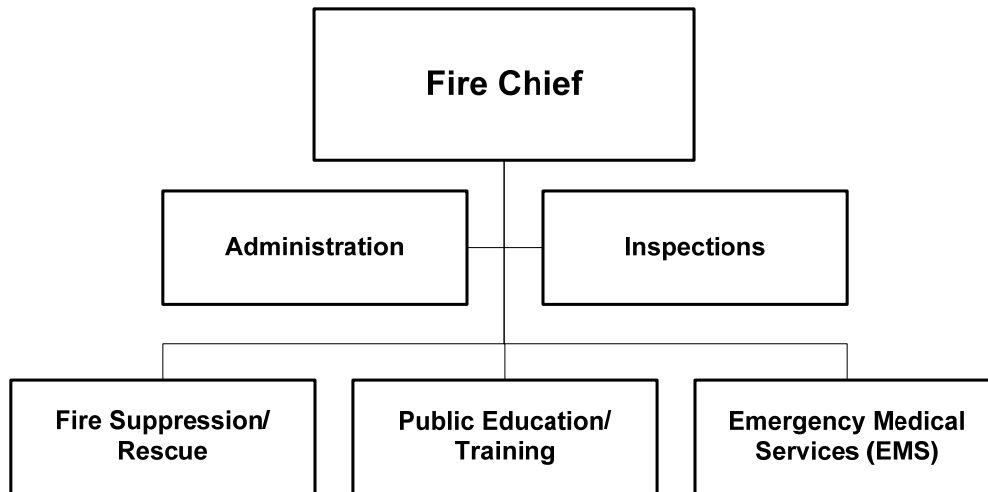 Fire Chief
Administration
Inspections
Fire Suppression/
Rescue
Public Education/
Training
Emergency Medical
Services (EMS)